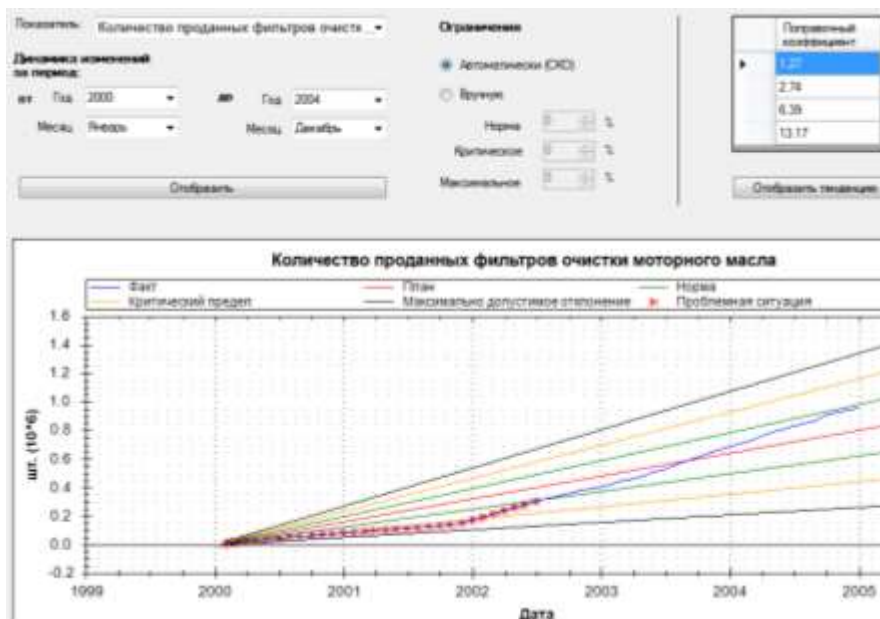 Показатель: Количество проданных фильтров очистк ...
Динамика изменений
за период:
от Год 2000 до Год 2004
Месяц Январь Месяц Декабрь
Отобразить
Ограничения
Автоматически (СКО)
Вручную
Норма 0 %
Критическое 0 %
Максимальное 0 %
Поправочный
коэффициент
1.27
2.74
6.39
13.17
Отобразить тенденцию
Количество проданных фильтров очистки моторного масла
Факт План Норма
Критический предел Максимально допустимое отклонение Проблемная ситуация
шт. (10^6)
1.6
1.4
1.2
1.0
0.8
0.6
0.4
0.2
0.0
-0.2
1999 2000 2001 2002 2003 2004 2005
Дата